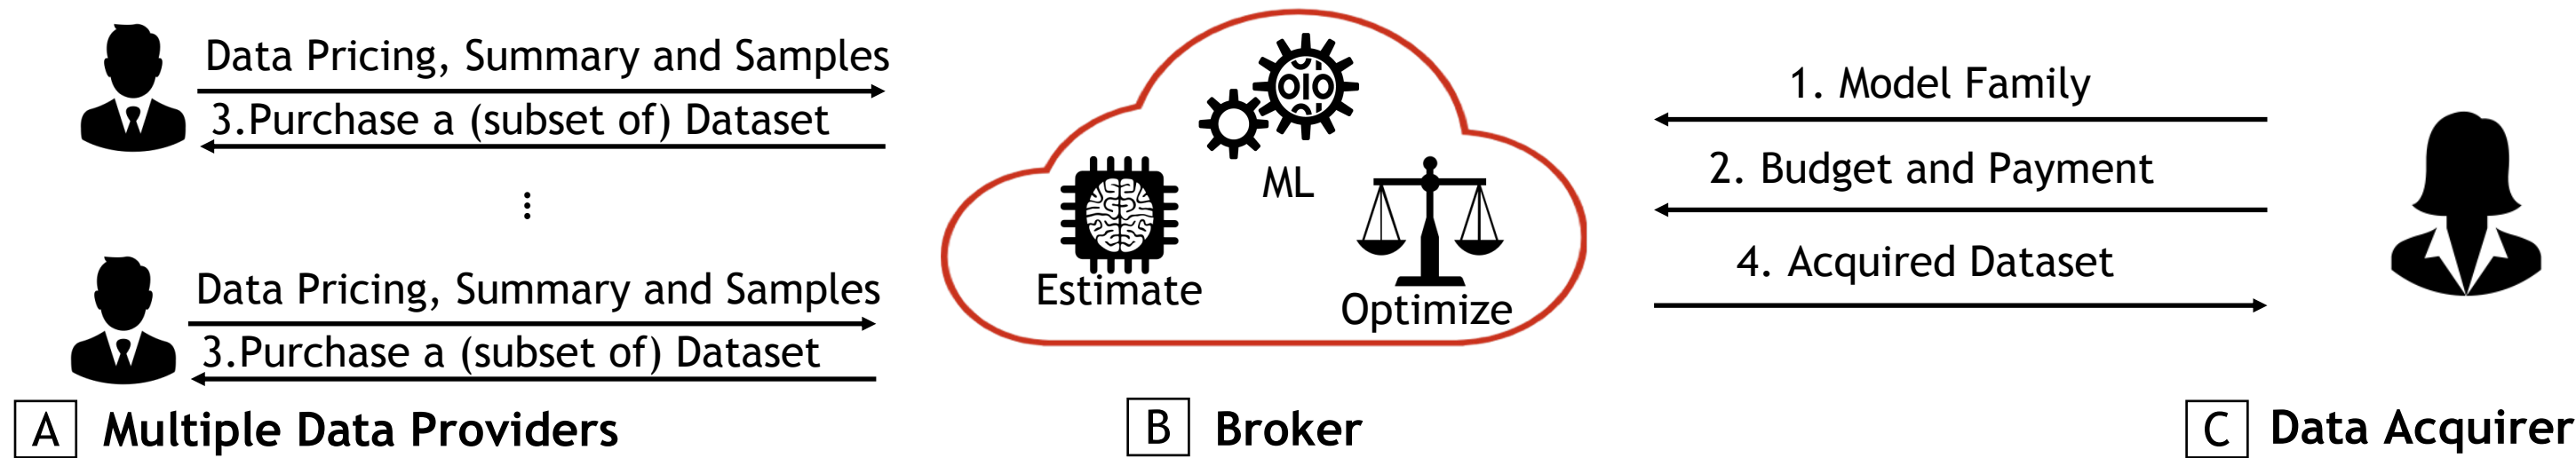 Data Pricing, Summary and Samples
3.Purchase a (subset of) Dataset
⋮
Data Pricing, Summary and Samples
3.Purchase a (subset of) Dataset
A Multiple Data Providers
ML
Estimate
Optimize
B Broker
1. Model Family
2. Budget and Payment
4. Acquired Dataset
C Data Acquirer